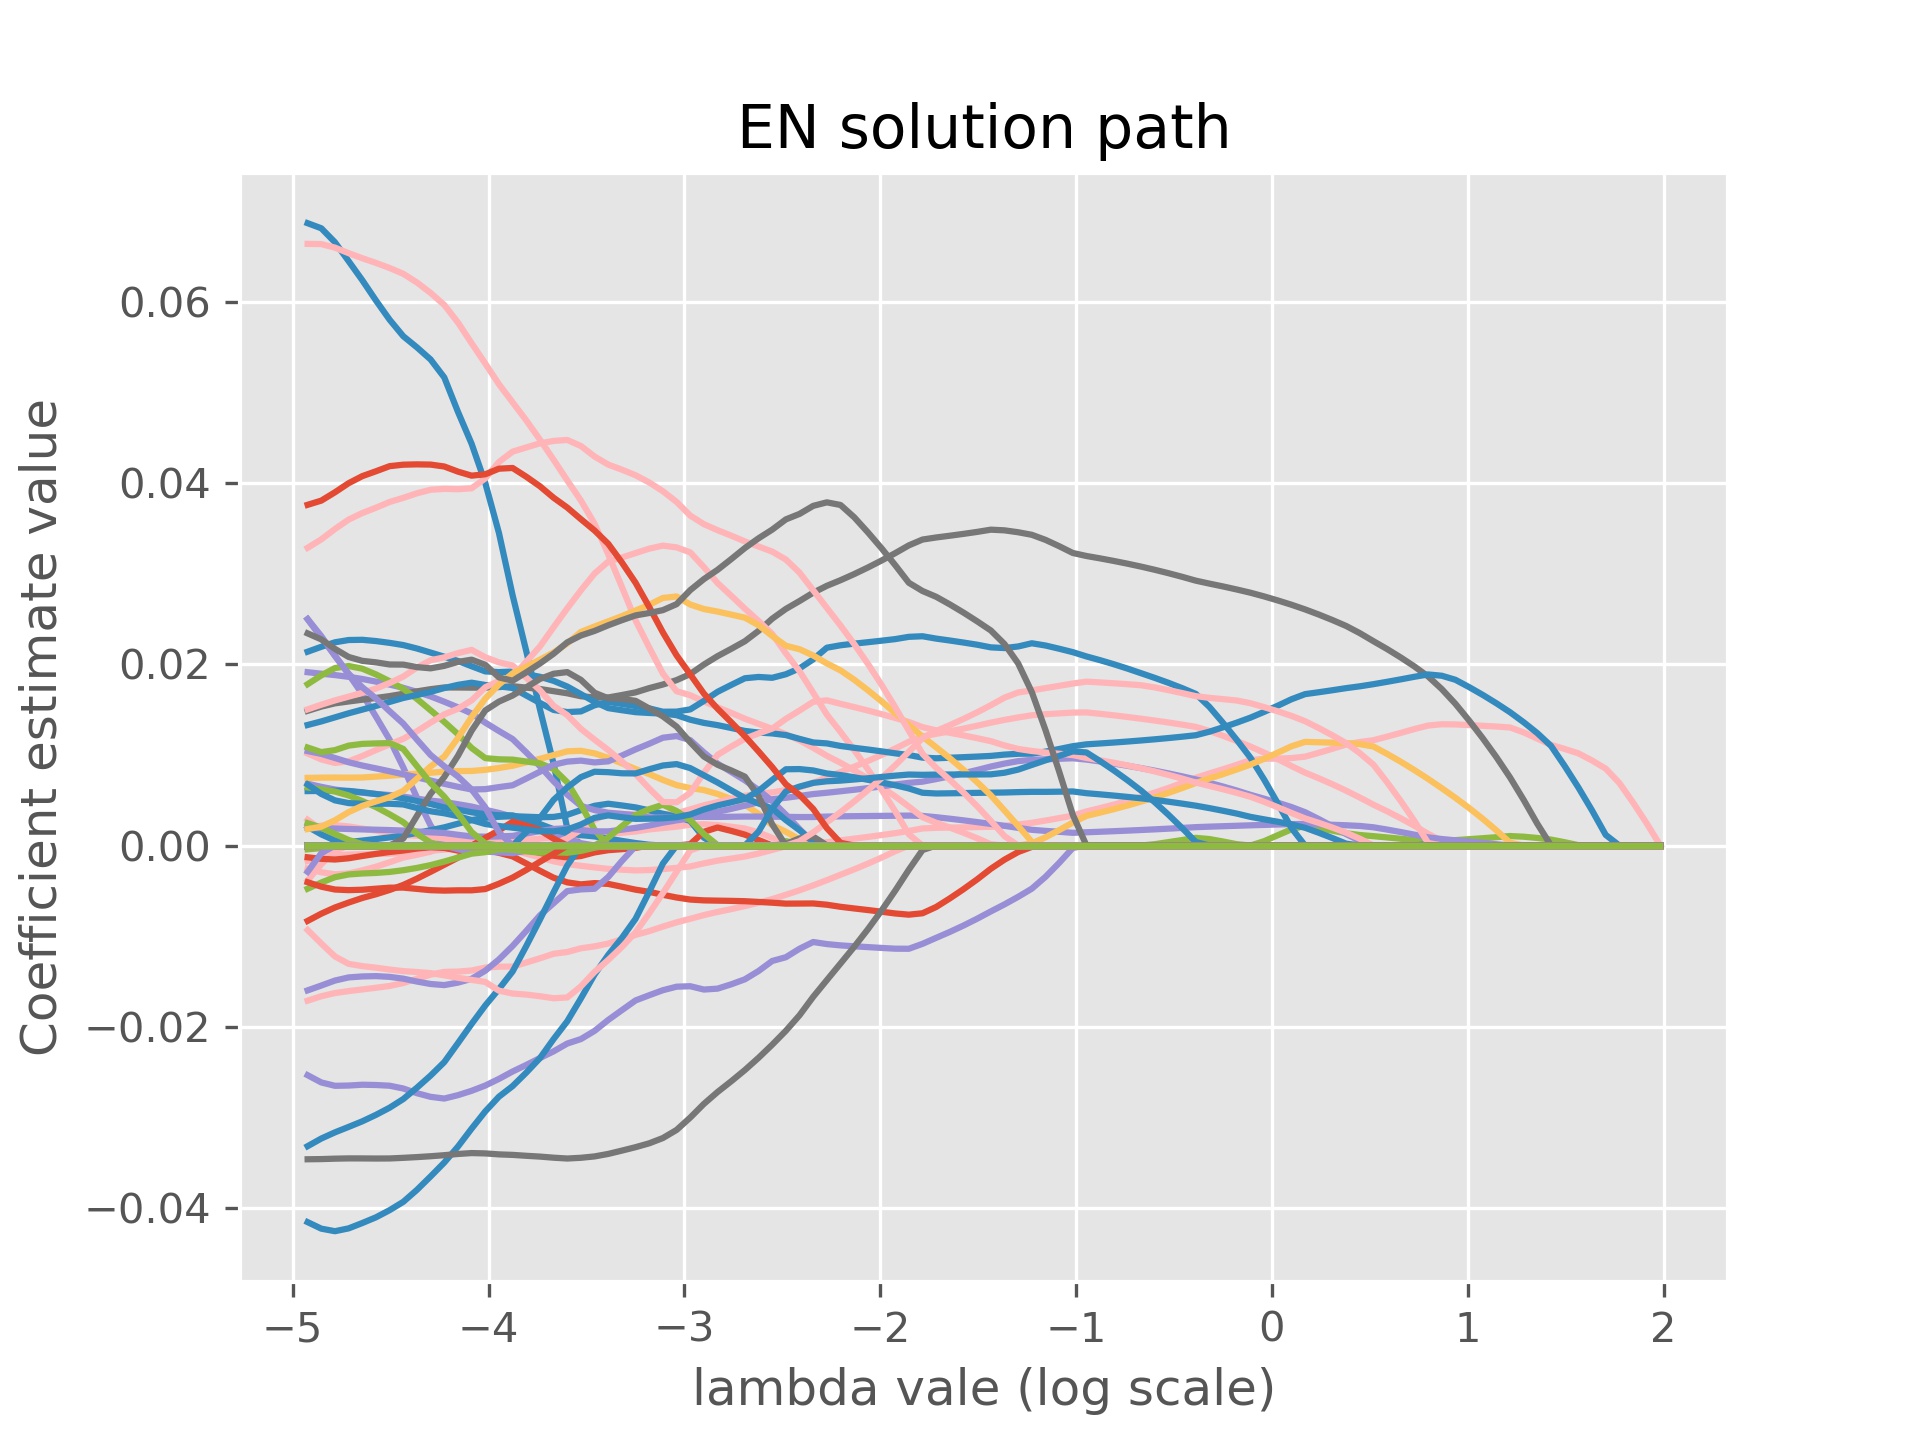 EN solution path
Coefficient estimate value
0.06
0.04
0.02
0.00
−0.02
−0.04
−5 −4 −3 −2 −1 0 1 2
lambda vale (log scale)